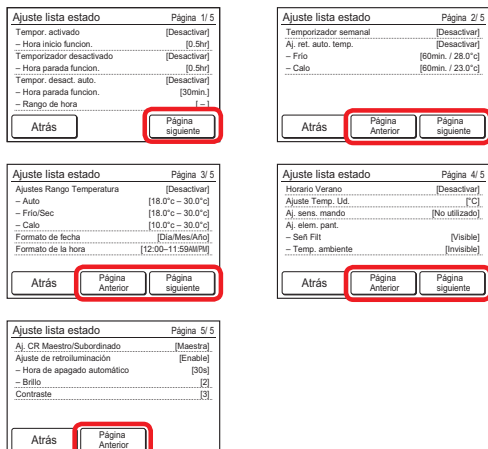 Ajuste lista estado Página 1/ 5
Tempor. activado [Desactivar]
– Hora inicio funcion. [0.5hr]
Temporizador desactivado [Desactivar]
– Hora parada funcion. [0.5hr]
Tempor. desact. auto. [Desactivar]
– Hora parada funcion. [30min.]
– Rango de hora [ – ]
Atrás
Página
siguiente
Ajuste lista estado Página 2/ 5
Temporizador semanal [Desactivar]
Aj. ret. auto. temp. [Desactivar]
– Frío [60min. / 28.0°c]
– Calo [60min. / 23.0°c]
Atrás
Página
Anterior
Página
siguiente
Ajuste lista estado Página 3/ 5
Ajustes Rango Temperatura [Desactivar]
– Auto [18.0°c – 30.0°c]
– Frío/Sec [18.0°c – 30.0°c]
– Calo [10.0°c – 30.0°c]
Formato de fecha [Día/Mes/Año]
Formato de la hora [12:00–11:59AM/PM]
Atrás
Página
Anterior
Página
siguiente
Ajuste lista estado Página 4/ 5
Horario Verano [Desactivar]
Ajuste Temp. Ud. [°C]
Aj. sens. mando [No utilizado]
Aj. elem. pant.
– Señ Filt [Visible]
– Temp. ambiente [Invisible]
Atrás
Página
Anterior
Página
siguiente
Ajuste lista estado Página 5/ 5
Aj. CR Maestro/Subordinado [Maestra]
Ajuste de retroiluminación [Enable]
– Hora de apagado automático [30s]
– Brillo [2]
Contraste [3]
Atrás
Página
Anterior